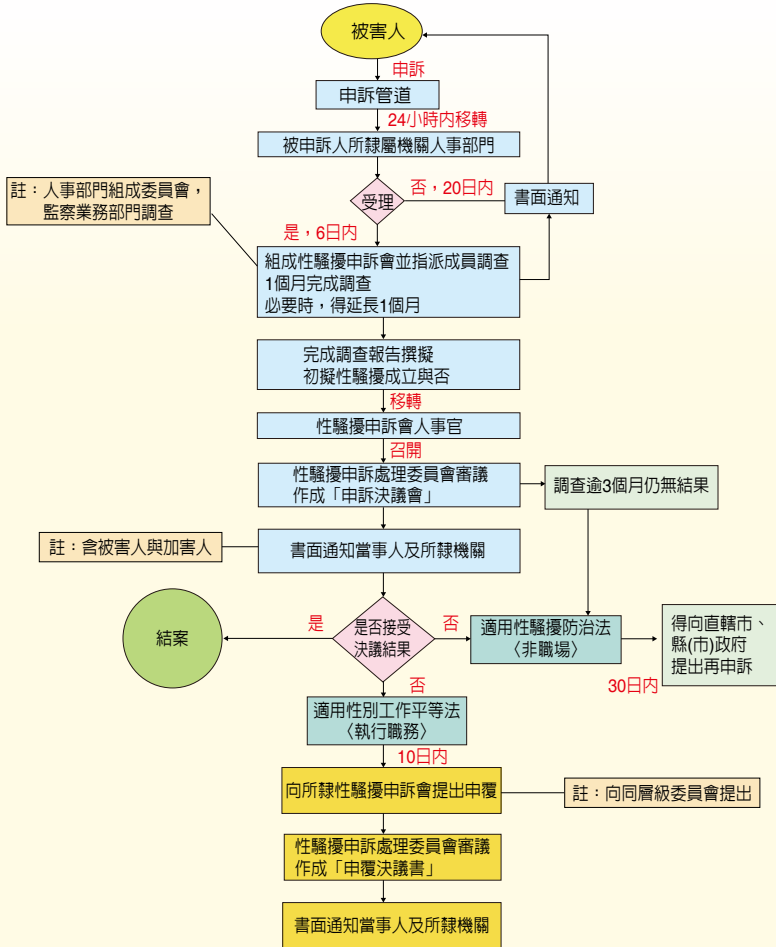 被害人
申訴
申訴管道
24小時內移轉
被申訴人所隸屬機關人事部門
註：人事部門組成委員會，
監察業務部門調查
受理
否，20日內
書面通知
是，6日內
組成性騷擾申訴會並指派成員調查
1個月完成調查
必要時，得延長1個月
完成調查報告撰擬
初擬性騷擾成立與否
移轉
性騷擾申訴會人事官
召開
性騷擾申訴處理委員會審議
作成「申訴決議會」
調查逾3個月仍無結果
註：含被害人與加害人
書面通知當事人及所隸機關
結案
是
是否接受
決議結果
否
適用性騷擾防治法
〈非職場〉
得向直轄市、
縣(市)政府
提出再申訴
30日內
否
適用性別工作平等法
〈執行職務〉
10日內
向所隸性騷擾申訴會提出申覆
註：向同層級委員會提出
性騷擾申訴處理委員會審議
作成「申覆決議書」
書面通知當事人及所隸機關